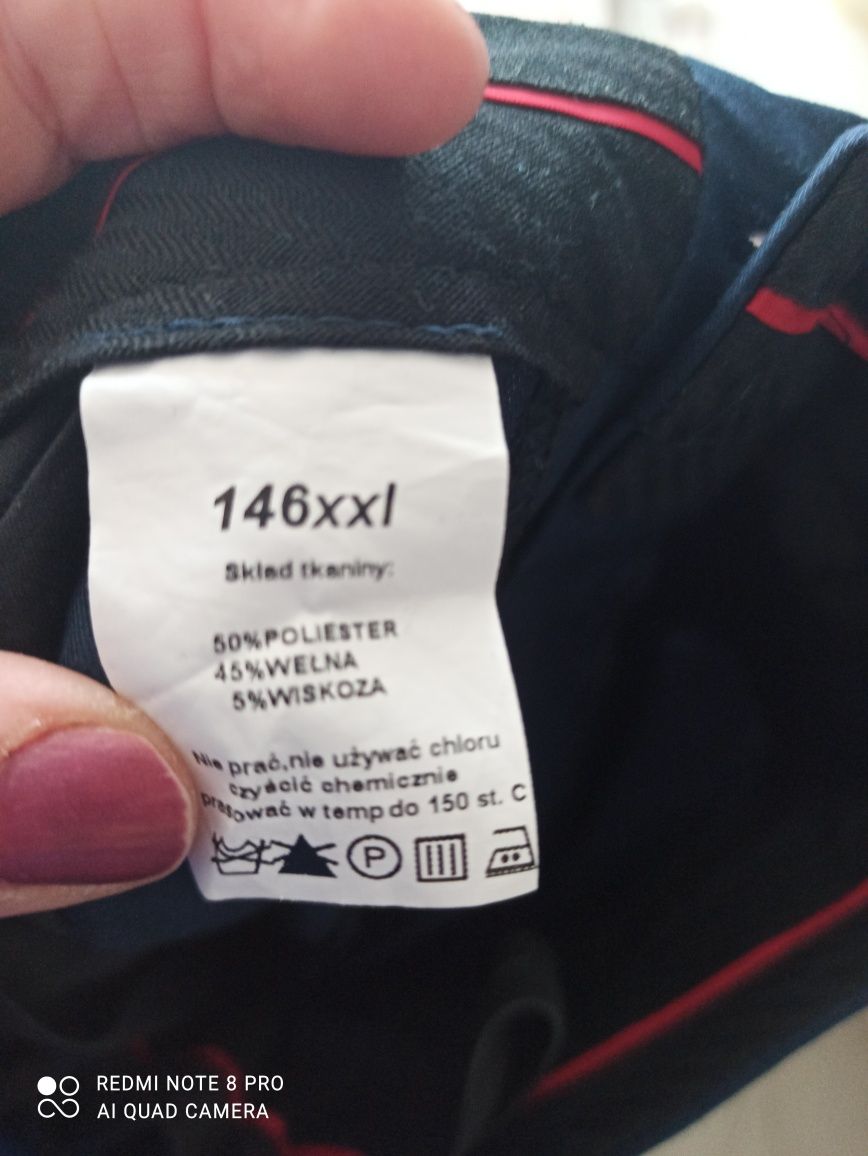 146xxl
Skład tkaniny:
50%POLIESTER
45%WEŁNA
5%WISKOZA
Nie prać,nie używać chloru
czyścić chemicznie
prasować w temp do 150 st. C
P
REDMI NOTE 8 PRO
AI QUAD CAMERA